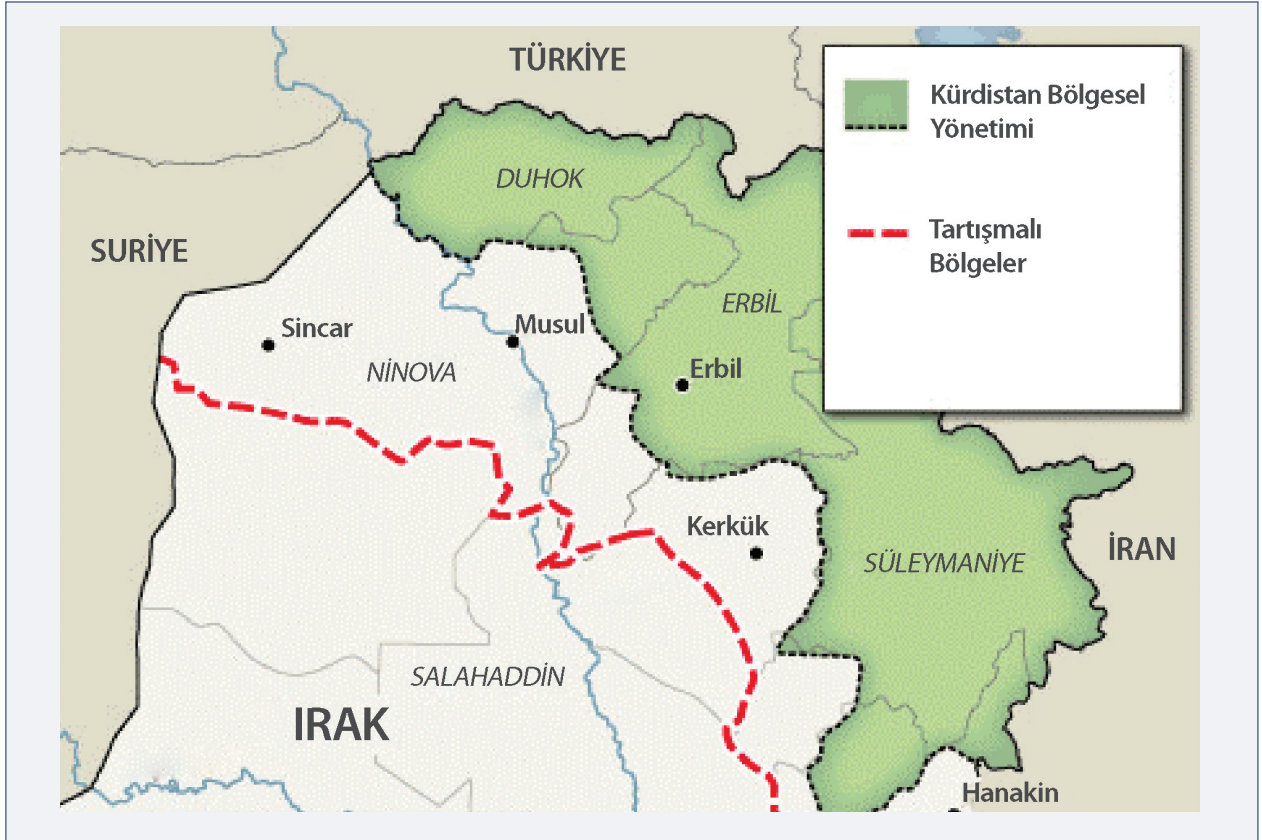 TÜRKİYE
Kürdistan Bölgesel
Yönetimi
DUHOK
Tartışmalı
Bölgeler
SURİYE
ERBİL
Sincar
Musul
NİNOVA
Erbil
Kerkük
İRAN
SÜLEYMANİYE
SALAHADDİN
IRAK
Hanakin